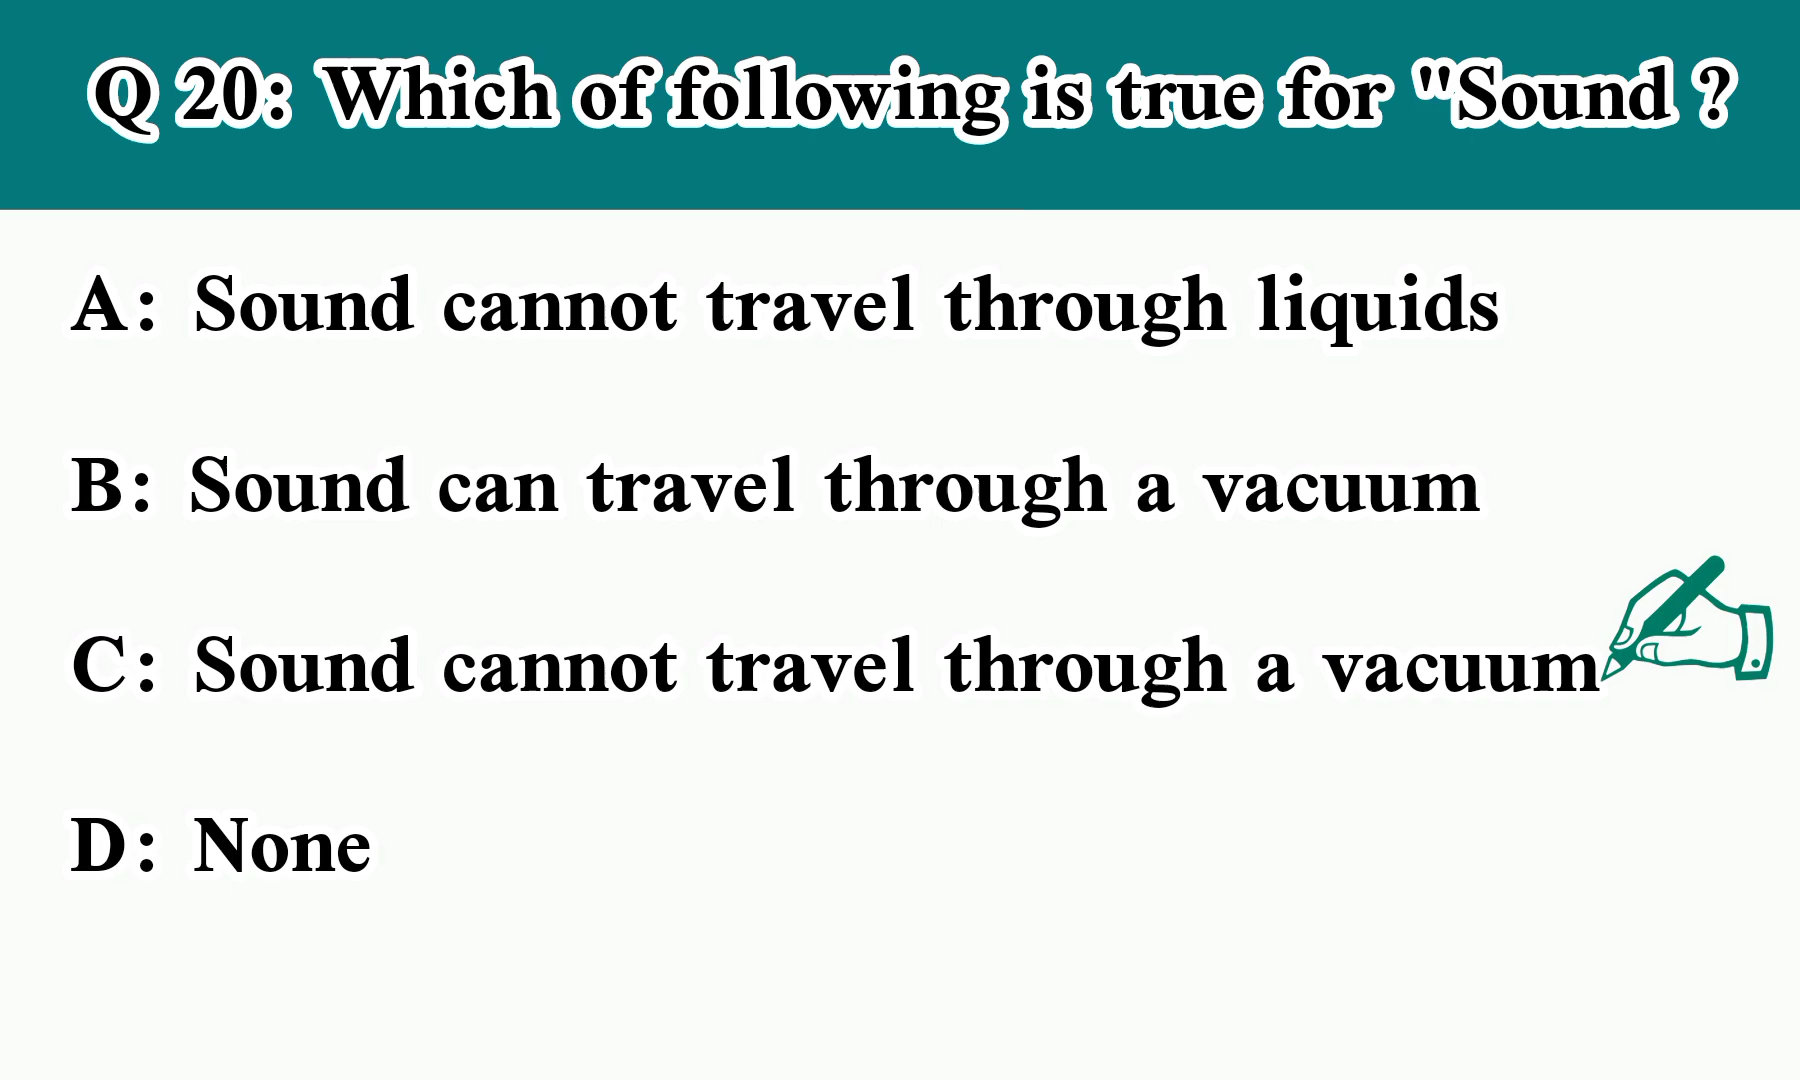 Q 20: Which of following is true for "Sound ?
A: Sound cannot travel through liquids
B: Sound can travel through a vacuum
C: Sound cannot travel through a vacuum
D: None